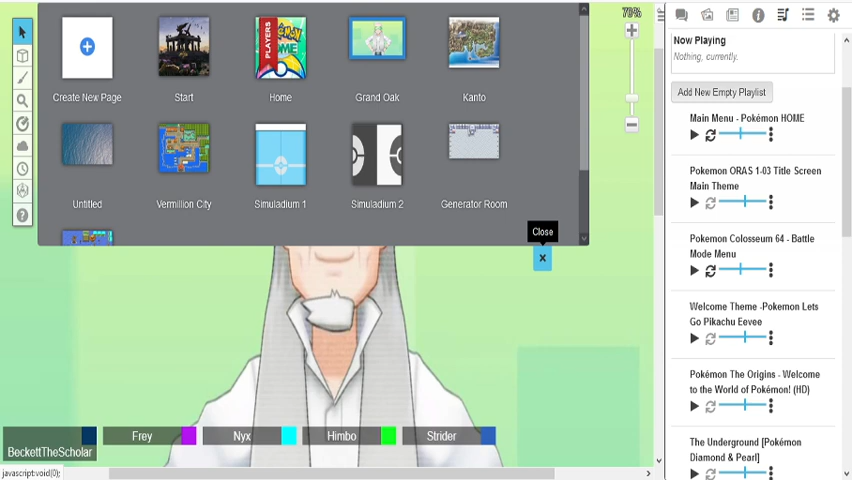 78%
Create New Page
Start
PLAYERS
Home
Grand Oak
Kanto
Untitled
Vermillion City
Simuladium 1
Simuladium 2
Generator Room
Close
BeckettTheScholar
Frey
Nyx
Himbo
Strider
javascript:void(0);
Now Playing
Nothing, currently.
Add New Empty Playlist
Main Menu - Pokémon HOME
Pokemon ORAS 1-03 Title Screen
Main Theme
Pokemon Colosseum 64 - Battle
Mode Menu
Welcome Theme -Pokemon Lets
Go Pikachu Eevee
Pokémon The Origins - Welcome
to the World of Pokémon! (HD)
The Underground [Pokémon
Diamond & Pearl]